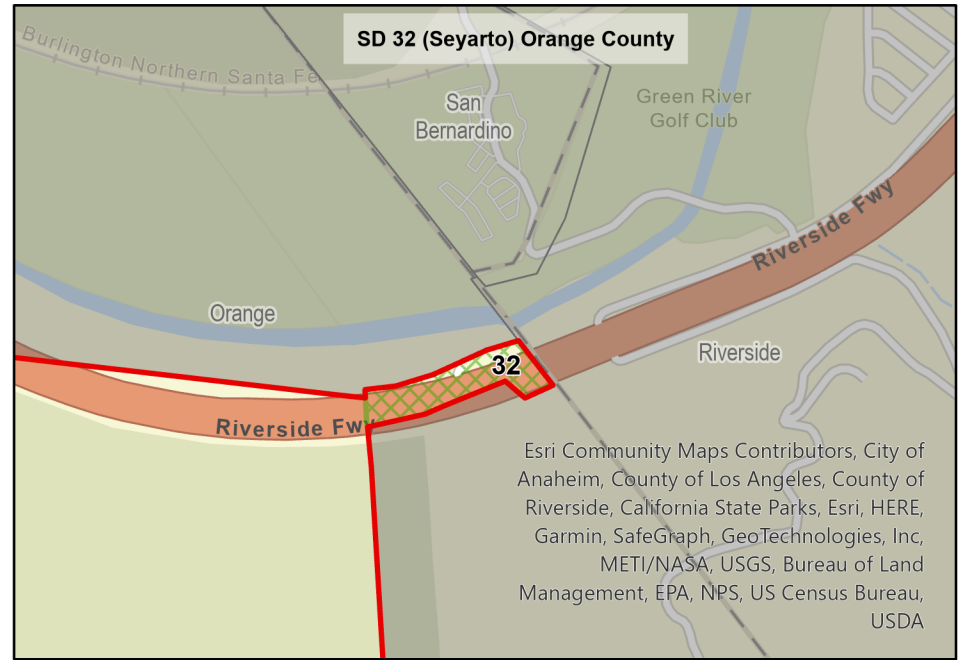 SD 32 (Seyarto) Orange County
Burlington Northern Santa Fe
San
Bernardino
Green River
Golf Club
Riverside Fwy
Orange
32
Riverside
Riverside Fwy
Esri Community Maps Contributors, City of
Anaheim, County of Los Angeles, County of
Riverside, California State Parks, Esri, HERE,
Garmin, SafeGraph, GeoTechnologies, Inc,
METI/NASA, USGS, Bureau of Land
Management, EPA, NPS, US Census Bureau,
USDA